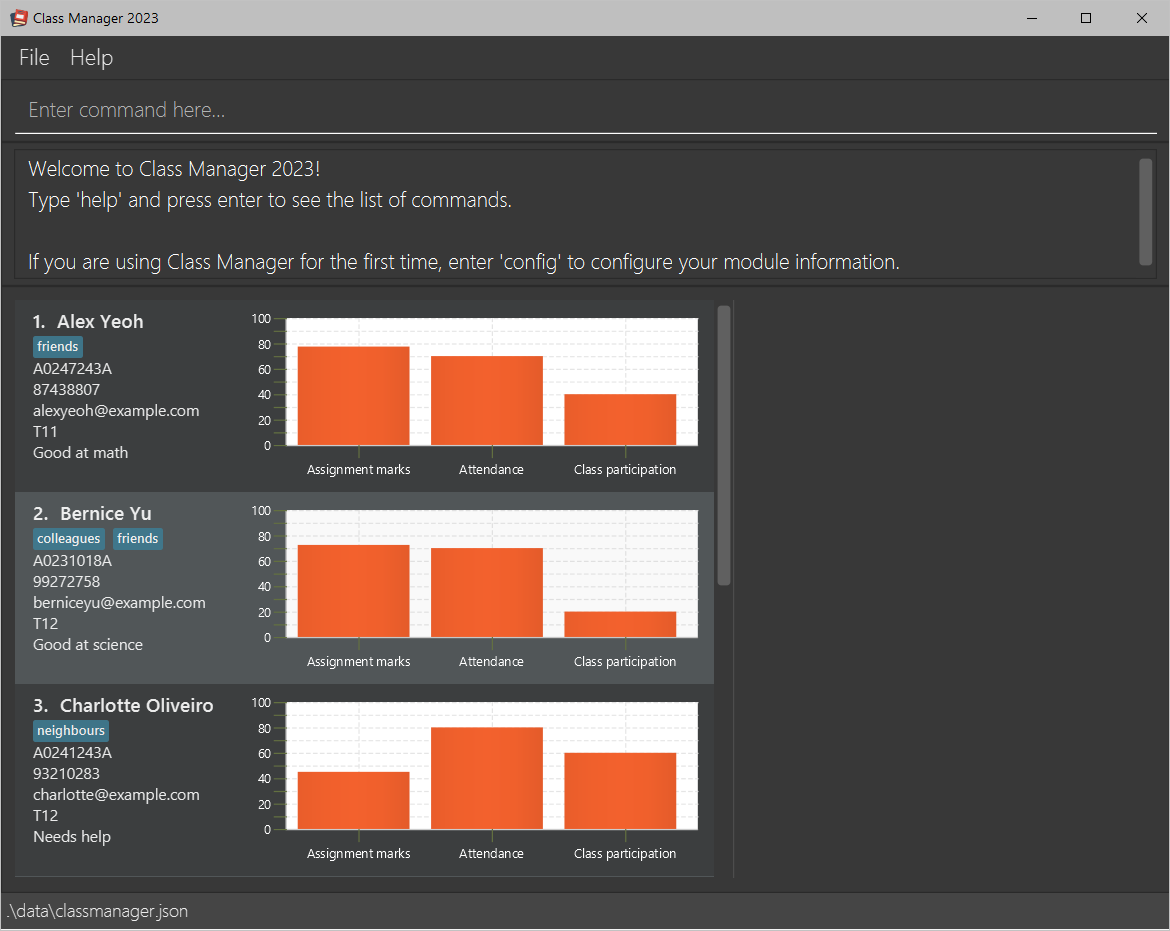 Class Manager 2023
File Help
Enter command here...
Welcome to Class Manager 2023!
Type 'help' and press enter to see the list of commands.
If you are using Class Manager for the first time, enter 'config' to configure your module information.
1. Alex Yeoh
friends
A0247243A
87438807
alexyeoh@example.com
T11
Good at math
100
80
60
40
20
0
Assignment marks Attendance Class participation
2. Bernice Yu
colleagues friends
A0231018A
99272758
berniceyu@example.com
T12
Good at science
100
80
60
40
20
0
Assignment marks Attendance Class participation
3. Charlotte Oliveiro
neighbours
A0241243A
93210283
charlotte@example.com
T12
Needs help
100
80
60
40
20
0
Assignment marks Attendance Class participation
.\data\classmanager.json